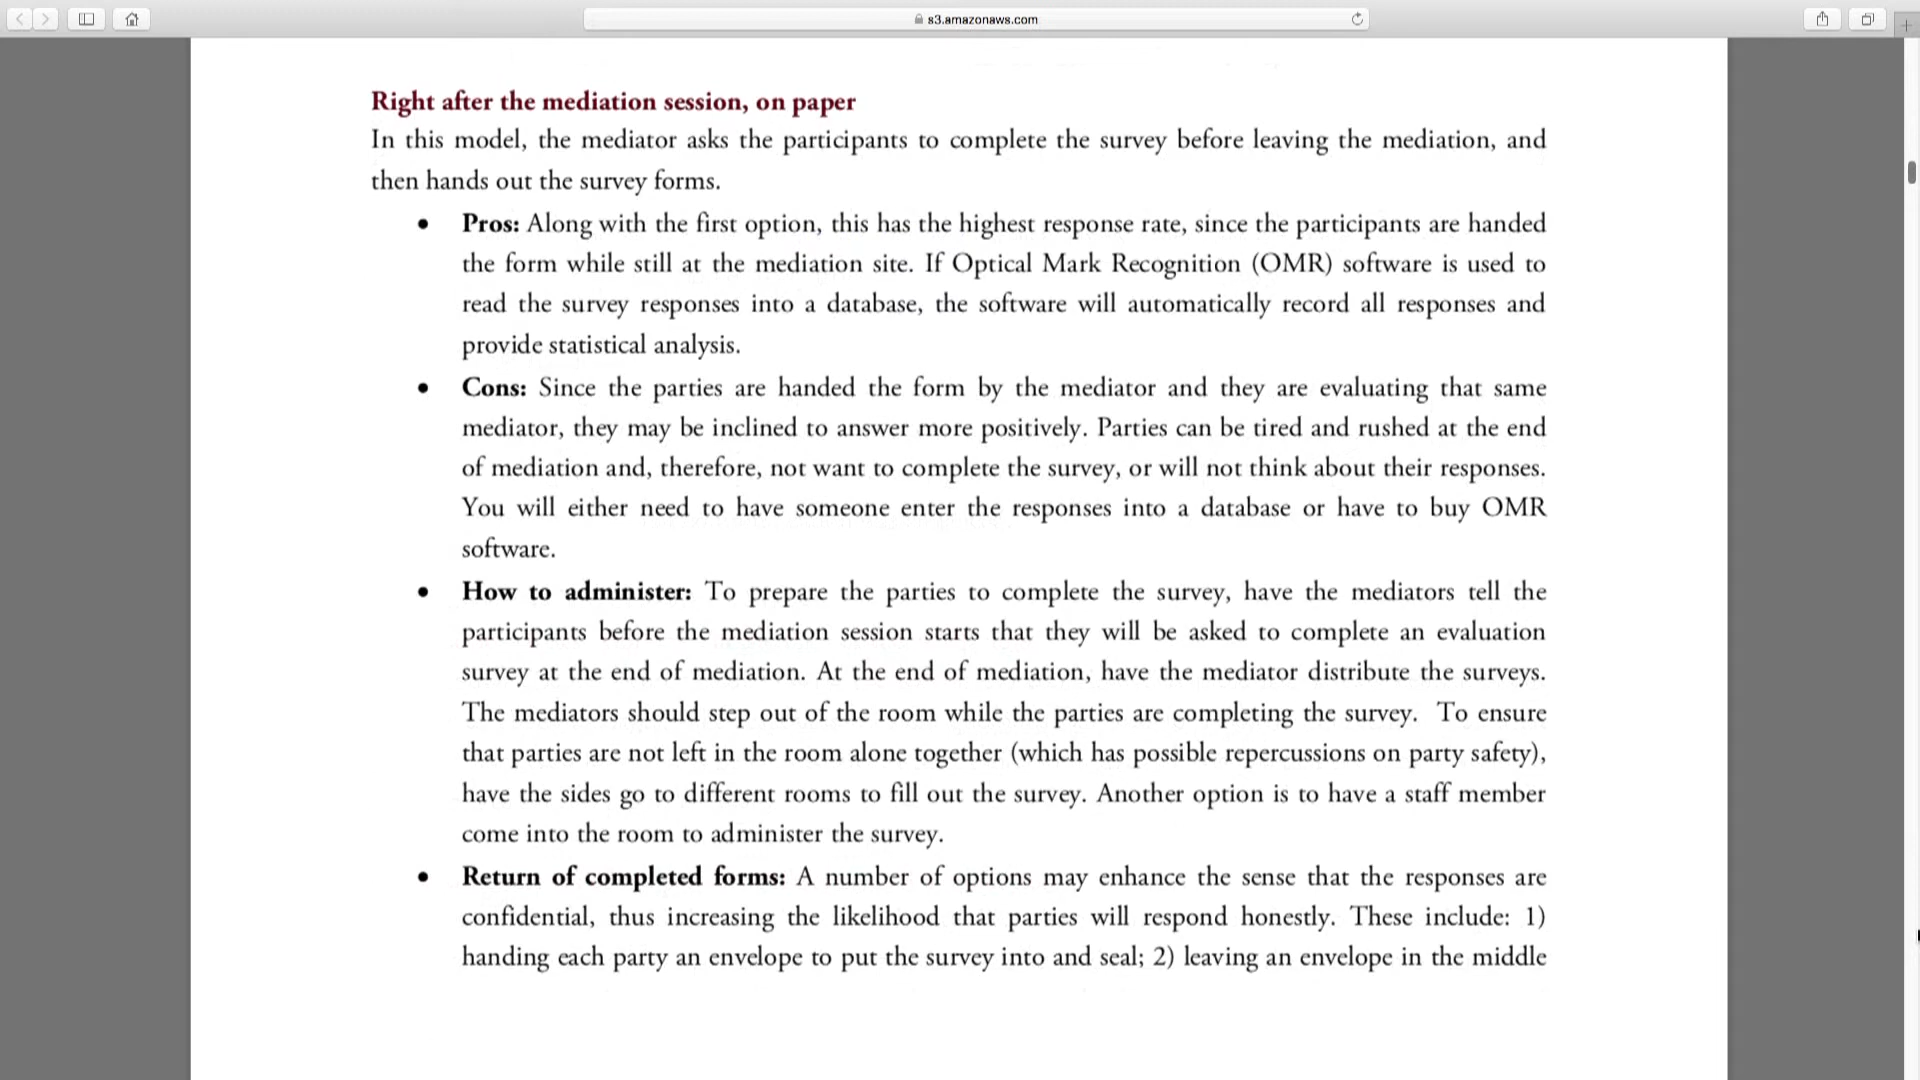 s3.amazonaws.com
Right after the mediation session, on paper
In this model, the mediator asks the participants to complete the survey before leaving the mediation, and
then hands out the survey forms.
• Pros: Along with the first option, this has the highest response rate, since the participants are handed
the form while still at the mediation site. If Optical Mark Recognition (OMR) software is used to
read the survey responses into a database, the software will automatically record all responses and
provide statistical analysis.
• Cons: Since the parties are handed the form by the mediator and they are evaluating that same
mediator, they may be inclined to answer more positively. Parties can be tired and rushed at the end
of mediation and, therefore, not want to complete the survey, or will not think about their responses.
You will either need to have someone enter the responses into a database or have to buy OMR
software.
• How to administer: To prepare the parties to complete the survey, have the mediators tell the
participants before the mediation session starts that they will be asked to complete an evaluation
survey at the end of mediation. At the end of mediation, have the mediator distribute the surveys.
The mediators should step out of the room while the parties are completing the survey.  To ensure
that parties are not left in the room alone together (which has possible repercussions on party safety),
have the sides go to different rooms to fill out the survey. Another option is to have a staff member
come into the room to administer the survey.
• Return of completed forms: A number of options may enhance the sense that the responses are
confidential, thus increasing the likelihood that parties will respond honestly. These include: 1)
handing each party an envelope to put the survey into and seal; 2) leaving an envelope in the middle